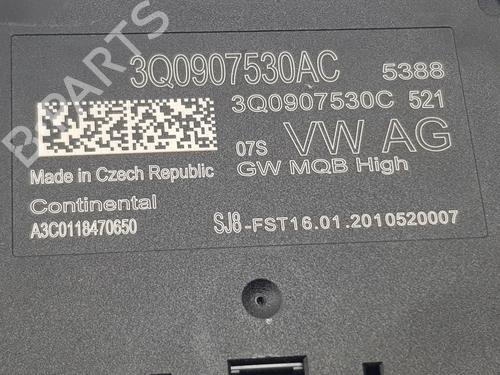 3Q0907530AC 5388
3Q0907530C 521
07S VW AG
GW MQB High
Made in Czech Republic
Continental
A3C0118470650
SJ8-FST16.01.2010520007
B PARTS